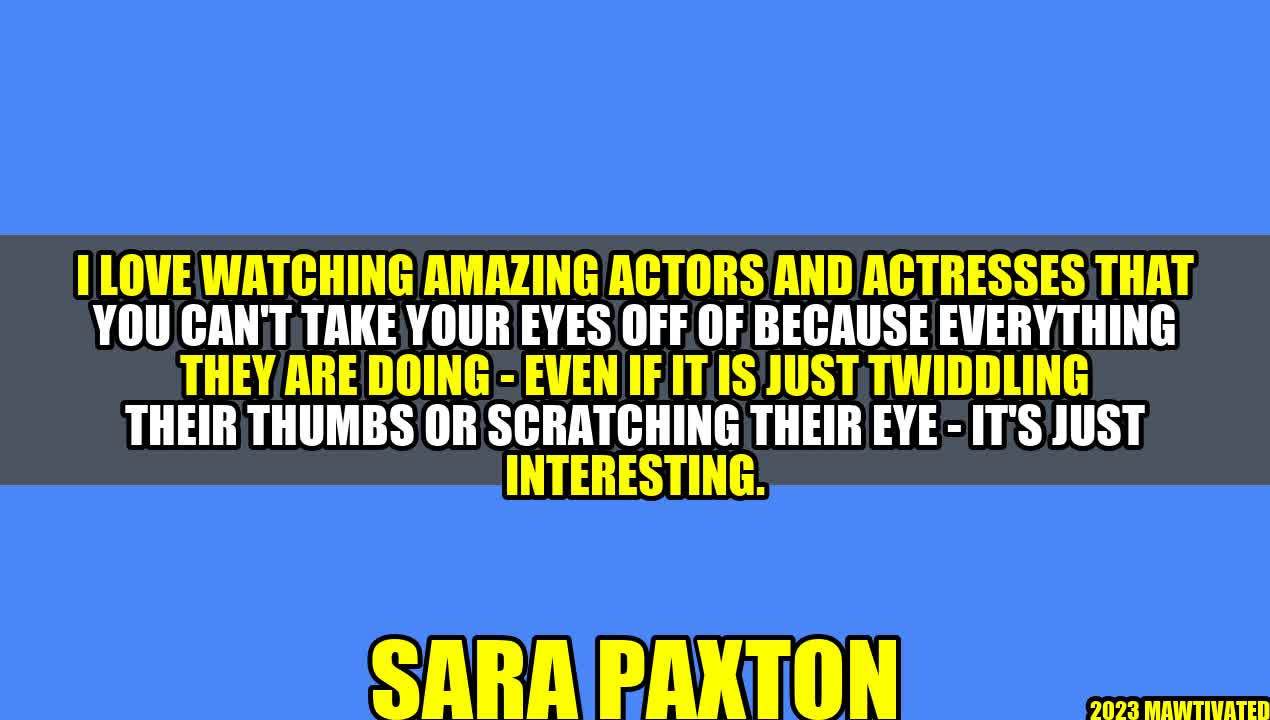 I LOVE WATCHING AMAZING ACTORS AND ACTRESSES THAT
YOU CAN'T TAKE YOUR EYES OFF OF BECAUSE EVERYTHING
THEY ARE DOING - EVEN IF IT IS JUST TWIDDLING
THEIR THUMBS OR SCRATCHING THEIR EYE - IT'S JUST
INTERESTING.
SARA PAXTON
2023 MAWTIVATED